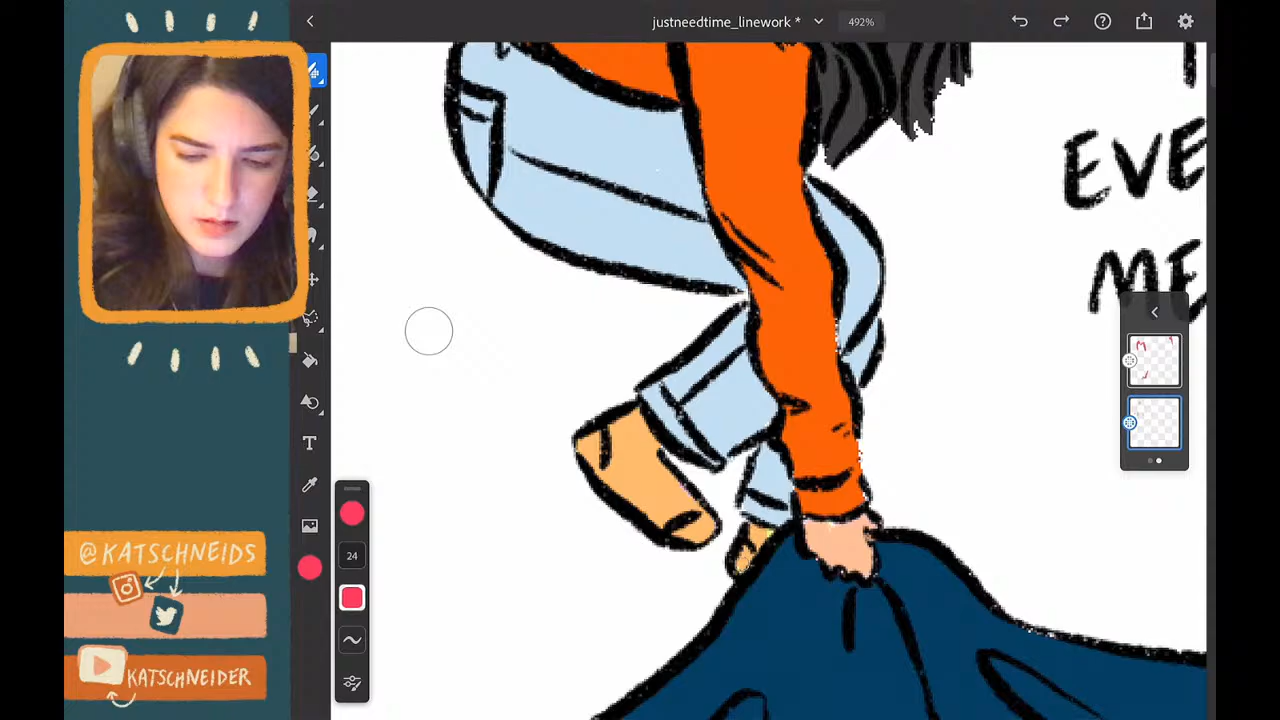 justneedtime_linework *
492%
EVE
ME
24
T
@KATSCHNEIDS
KATSCHNEIDER